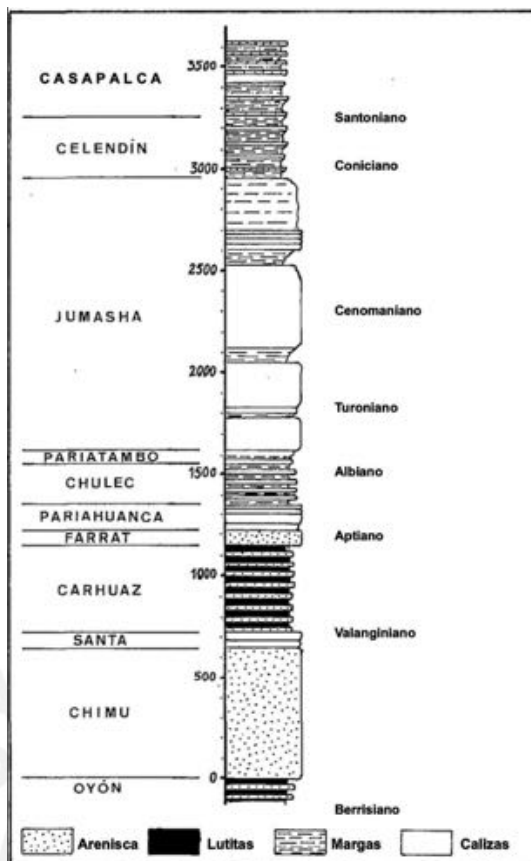 3500
CASAPALCA
Santoniano
CELENDÍN
3000
Coniciano
2500
JUMASHA
Cenomaniano
2000
Turoniano
PARIATAMBO
1500
Albiano
CHULEC
PARIAHUANCA
FARRAT
Aptiano
1000
CARHUAZ
SANTA
Valanginiano
500
CHIMU
0
OYÓN
Berrisiano
Arenisca Lutitas Margas Calizas